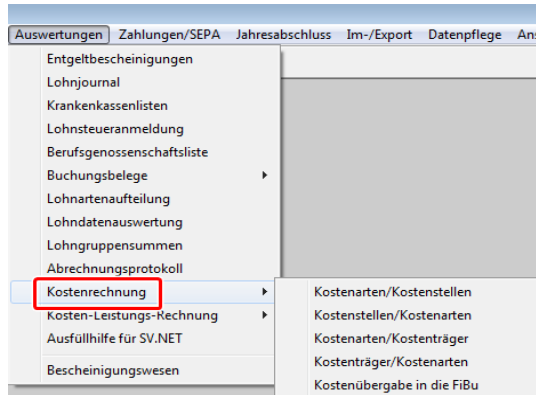 Auswertungen Zahlungen/SEPA Jahresabschluss Im-/Export Datenpflege
Entgeltbescheinigungen
Lohnjournal
Krankenkassenlisten
Lohnsteueranmeldung
Berufsgenossenschaftsliste
Buchungsbelege
Lohnartenaufteilung
Lohndatenauswertung
Lohngruppensummen
Abrechnungsprotokoll
Kostenrechnung
Kosten-Leistungs-Rechnung
Ausfüllhilfe für SV.NET
Bescheinigungswesen
Kostenarten/Kostenstellen
Kostenstellen/Kostenarten
Kostenarten/Kostenträger
Kostenträger/Kostenarten
Kostenübergabe in die FiBu